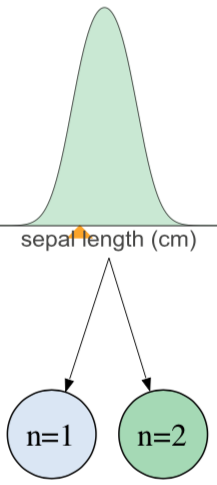 sepal length (cm)
n=1
n=2